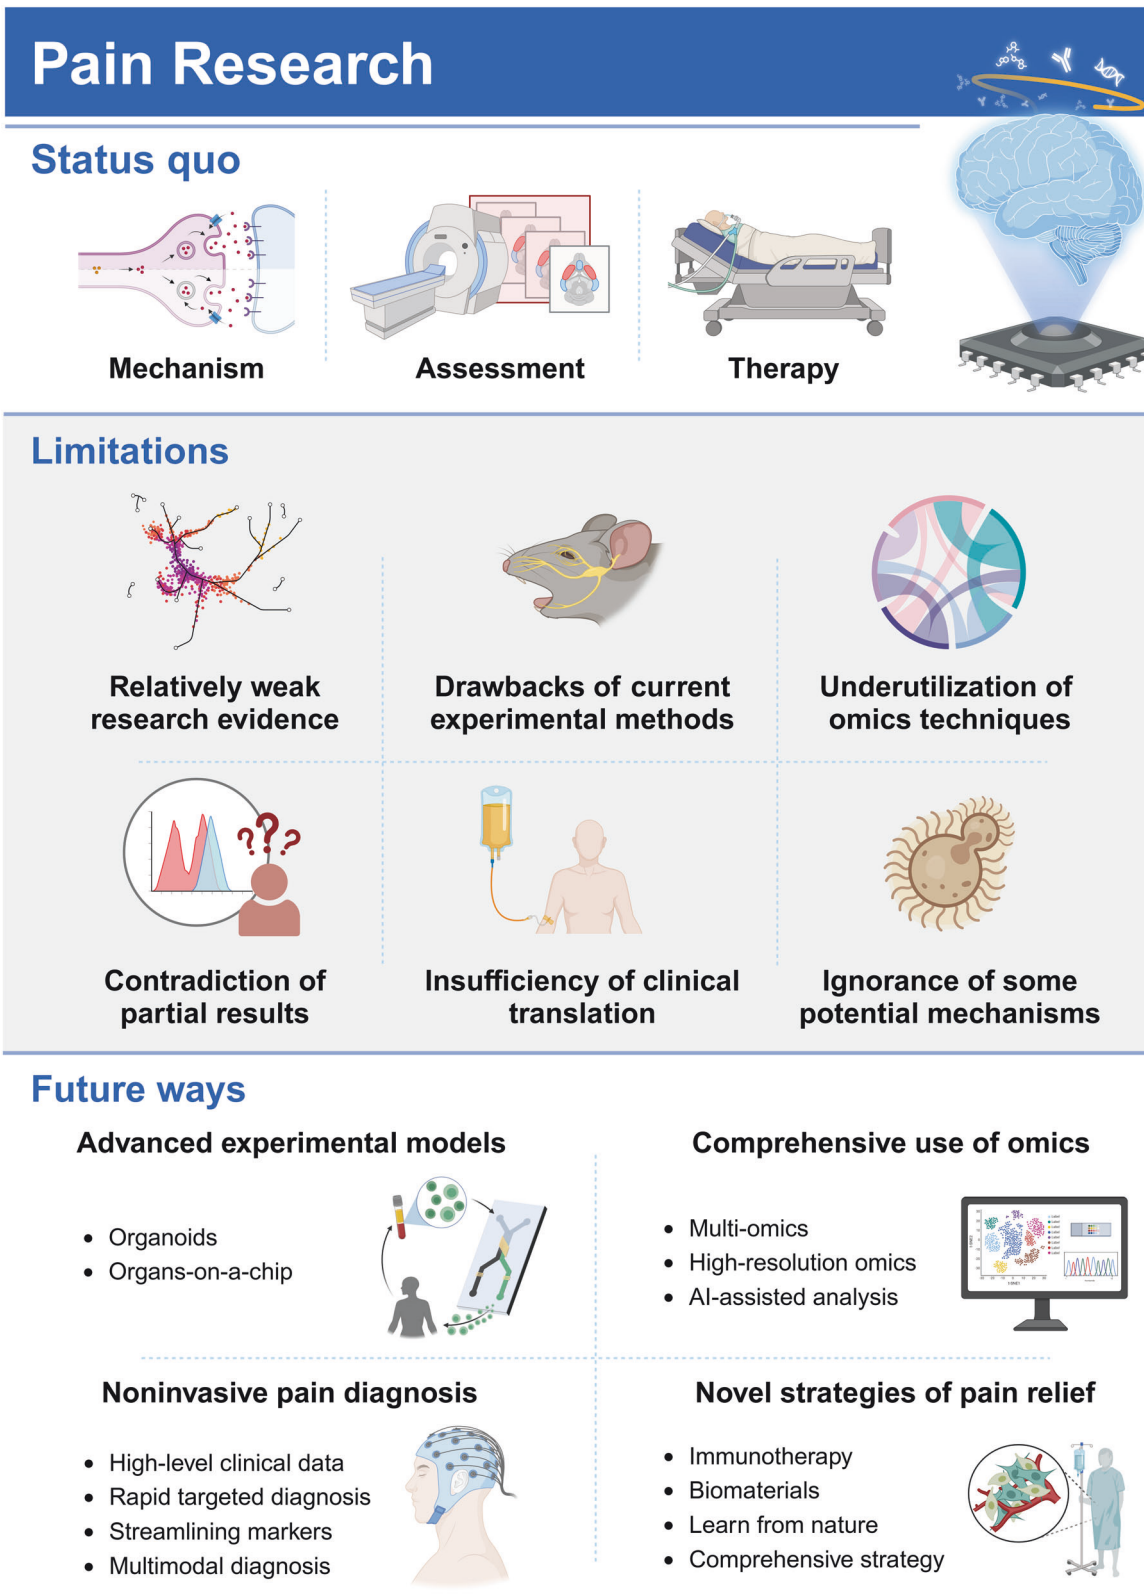 Pain Research
Status quo
Mechanism
Assessment
Therapy
Limitations
Relatively weak
research evidence
Drawbacks of current
experimental methods
Underutilization of
omics techniques
Contradiction of
partial results
Insufficiency of clinical
translation
Ignorance of some
potential mechanisms
Future ways
Advanced experimental models
• Organoids
• Organs-on-a-chip
Comprehensive use of omics
• Multi-omics
• High-resolution omics
• AI-assisted analysis
Noninvasive pain diagnosis
• High-level clinical data
• Rapid targeted diagnosis
• Streamlining markers
• Multimodal diagnosis
Novel strategies of pain relief
• Immunotherapy
• Biomaterials
• Learn from nature
• Comprehensive strategy